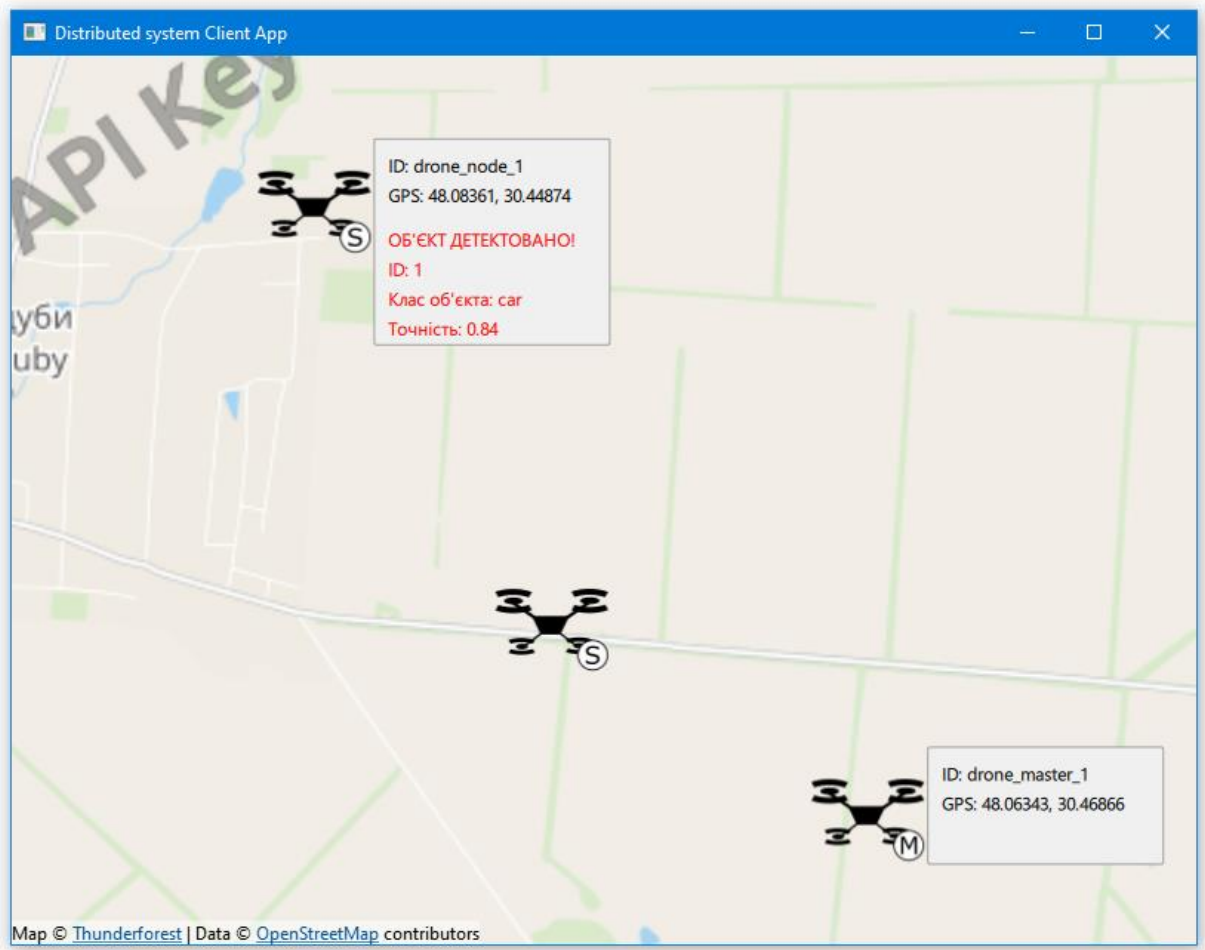 Distributed system Client App
API Key
ID: drone_node_1
GPS: 48.08361, 30.44874
ОБ'ЄКТ ДЕТЕКТОВАНО!
ID: 1
Клас об'єкта: car
Точність: 0.84
S
уби
uby
S
ID: drone_master_1
GPS: 48.06343, 30.46866
M
Map © Thunderforest | Data © OpenStreetMap contributors